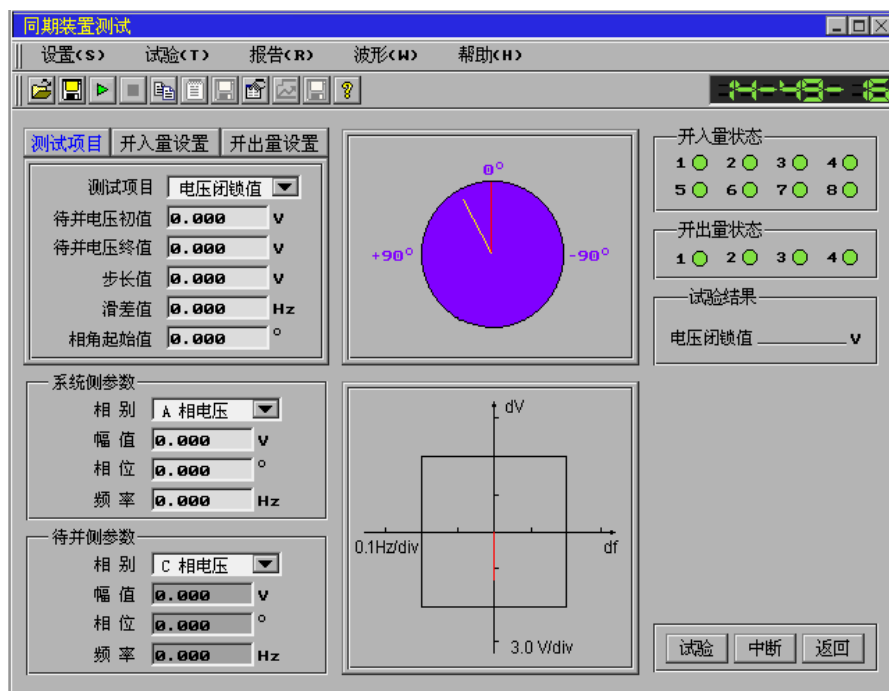 同期装置测试
设置(S) 试验(T) 报告(R) 波形(W) 帮助(H)
14-49-16
测试项目 开入量设置 开出量设置
测试项目 电压闭锁值
待并电压初值 0.000 V
待并电压终值 0.000 V
步长值 0.000 V
滑差值 0.000 Hz
相角起始值 0.000 °
系统侧参数
相 别 A 相电压
幅 值 0.000 V
相 位 0.000 °
频 率 0.000 Hz
待并侧参数
相 别 C 相电压
幅 值 0.000 V
相 位 0.000 °
频 率 0.000 Hz
0°
+90° -90°
dV
0.1Hz/div df
3.0 V/div
开入量状态
1 2 3 4
5 6 7 8
开出量状态
1 2 3 4
试验结果
电压闭锁值 V
试验 中断 返回